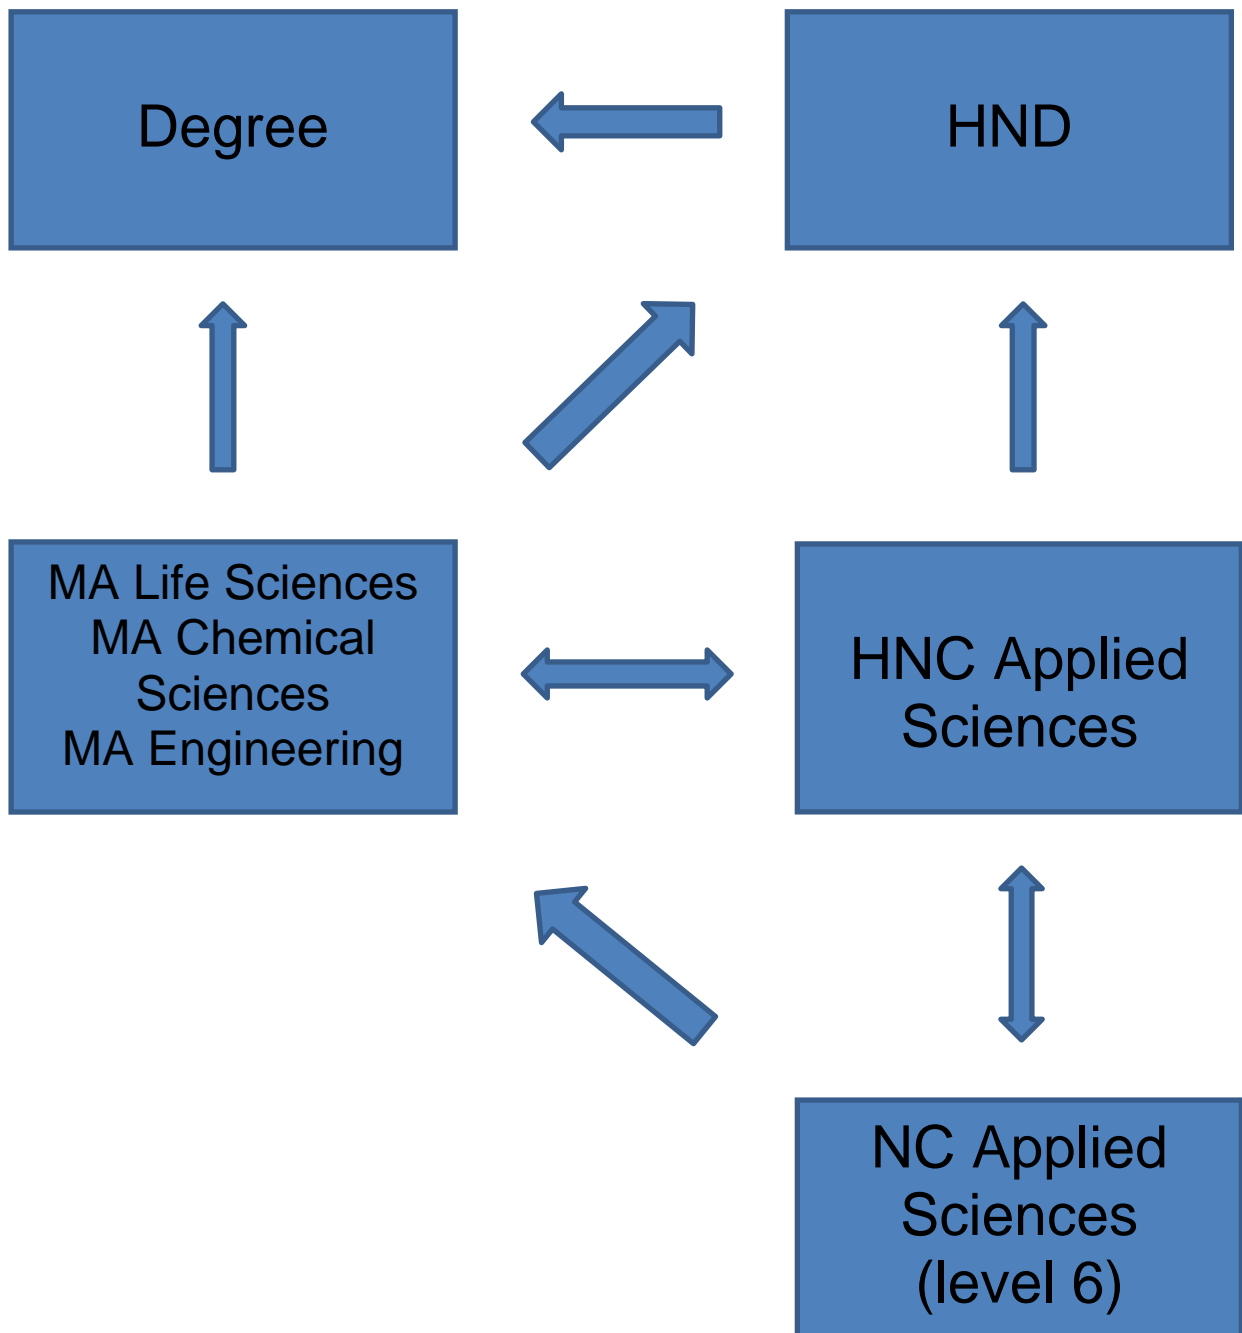 Degree
HND
MA Life Sciences
MA Chemical
Sciences
MA Engineering
HNC Applied
Sciences
NC Applied
Sciences
(level 6)